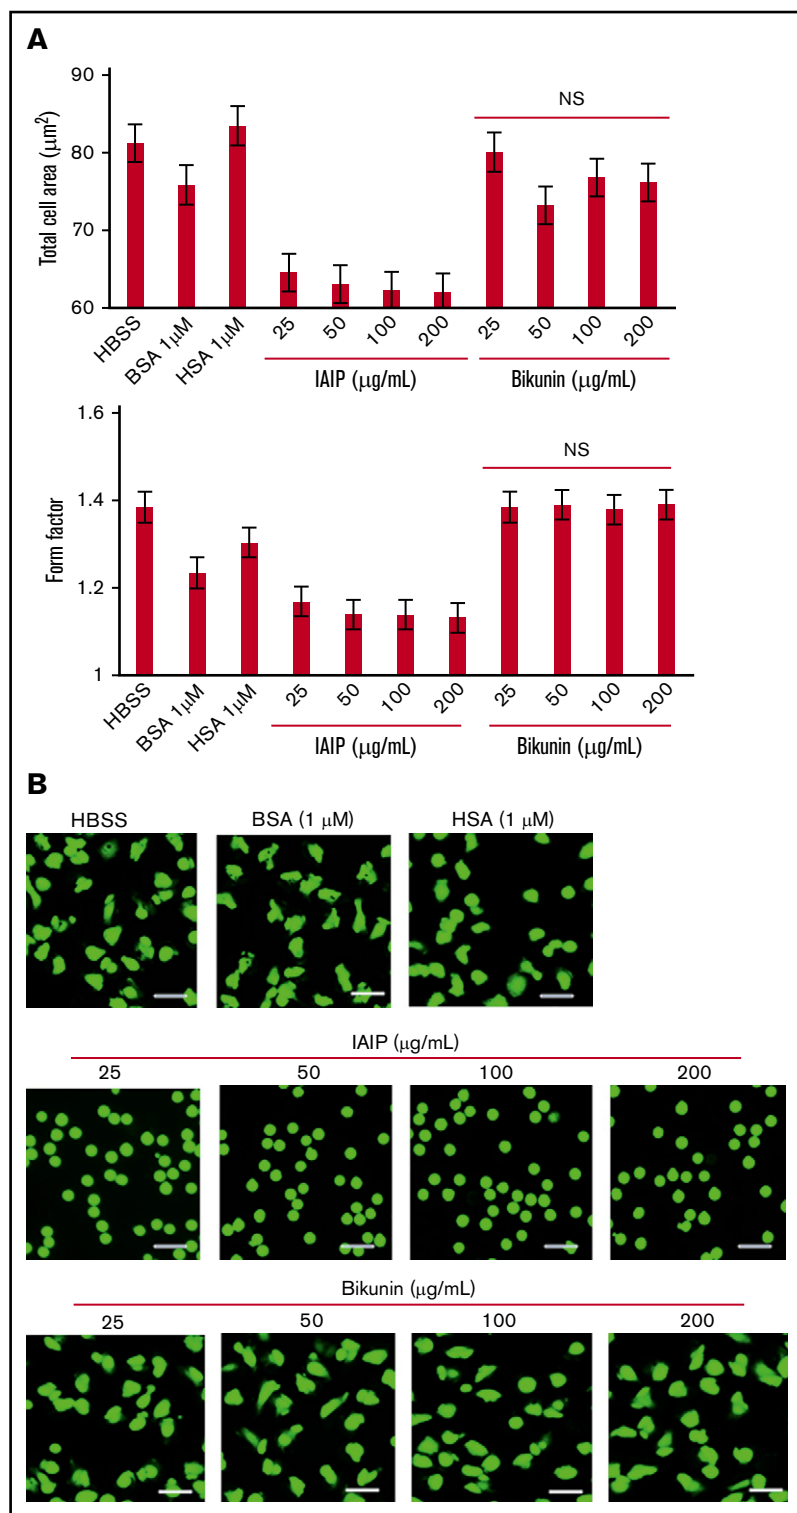 A
Total cell area (μm²)
90
80
70
60
NS
HBSS
BSA 1μM
HSA 1μM
25
50
100
200
25
50
100
200
IAIP (μg/mL)
Bikunin (μg/mL)
Form factor
1.6
1.4
1.2
1
NS
HBSS
BSA 1μM
HSA 1μM
25
50
100
200
25
50
100
200
IAIP (μg/mL)
Bikunin (μg/mL)
B
HBSS
BSA (1 μM)
HSA (1 μM)
IAIP (μg/mL)
25
50
100
200
Bikunin (μg/mL)
25
50
100
200